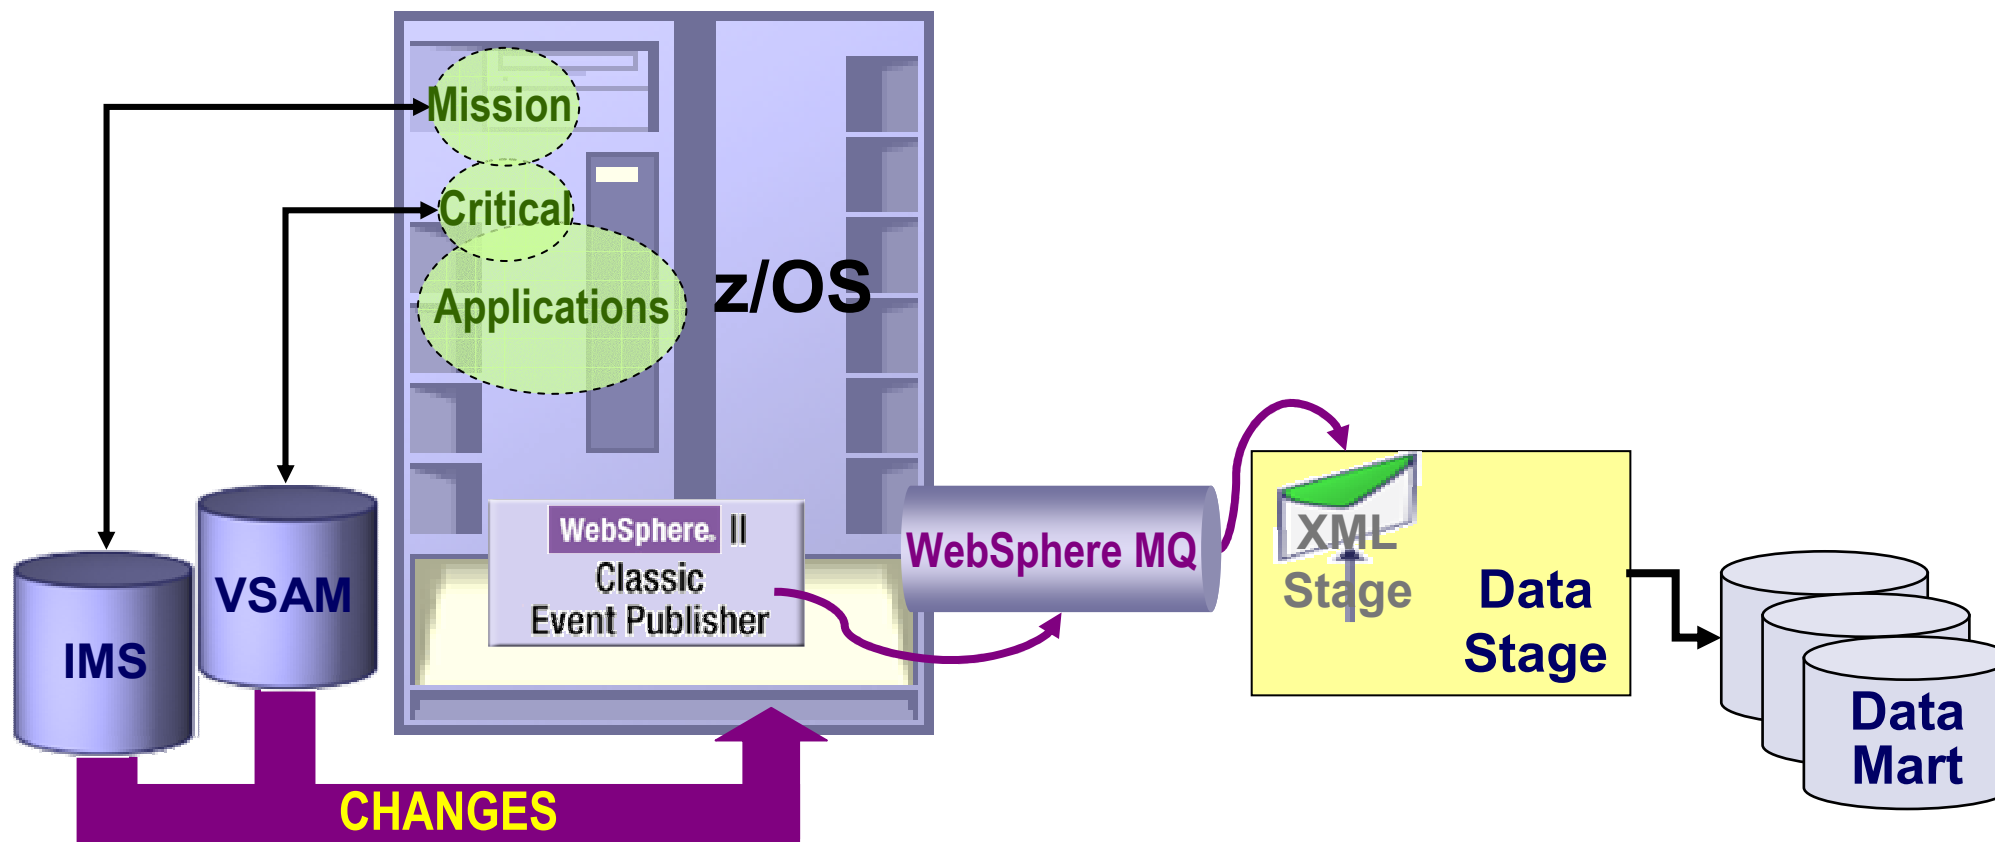 Mission
Critical
Applications
z/OS
WebSphere® II
Classic
Event Publisher
WebSphere MQ
XML
Stage
Data
Stage
IMS
VSAM
CHANGES
Data
Mart